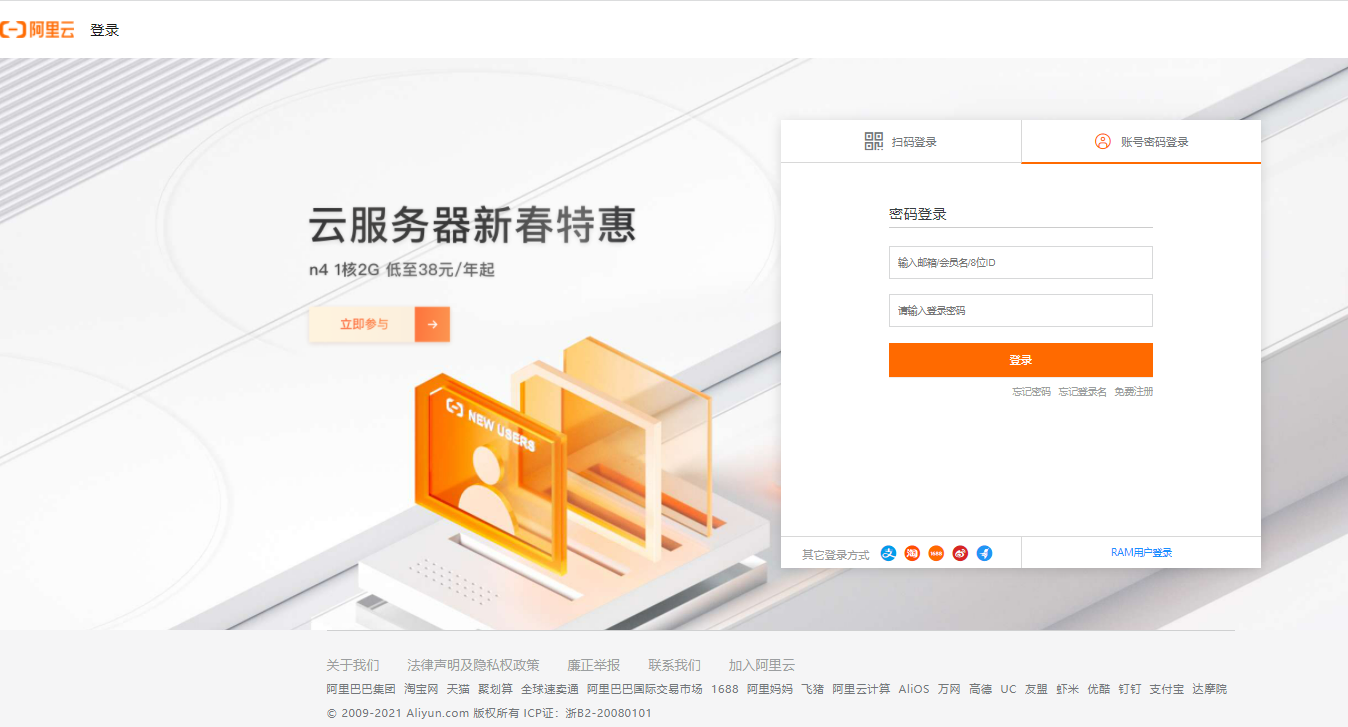 阿里云 登录
扫码登录 账号密码登录
云服务器新春特惠
n4 1核2G 低至38元/年起
立即参与 →
密码登录
输入邮箱/会员名/8位ID
请输入登录密码
登录
忘记密码 忘记登录名 免费注册
NEW USERS
其它登录方式 支 淘 1688 RAM用户登录
关于我们 法律声明及隐私权政策 廉正举报 联系我们 加入阿里云
阿里巴巴集团 淘宝网 天猫 聚划算 全球速卖通 阿里巴巴国际交易市场 1688 阿里妈妈 飞猪 阿里云计算 AliOS 万网 高德 UC 友盟 虾米 优酷 钉钉 支付宝 达摩院
© 2009-2021 Aliyun.com 版权所有 ICP证：浙B2-20080101